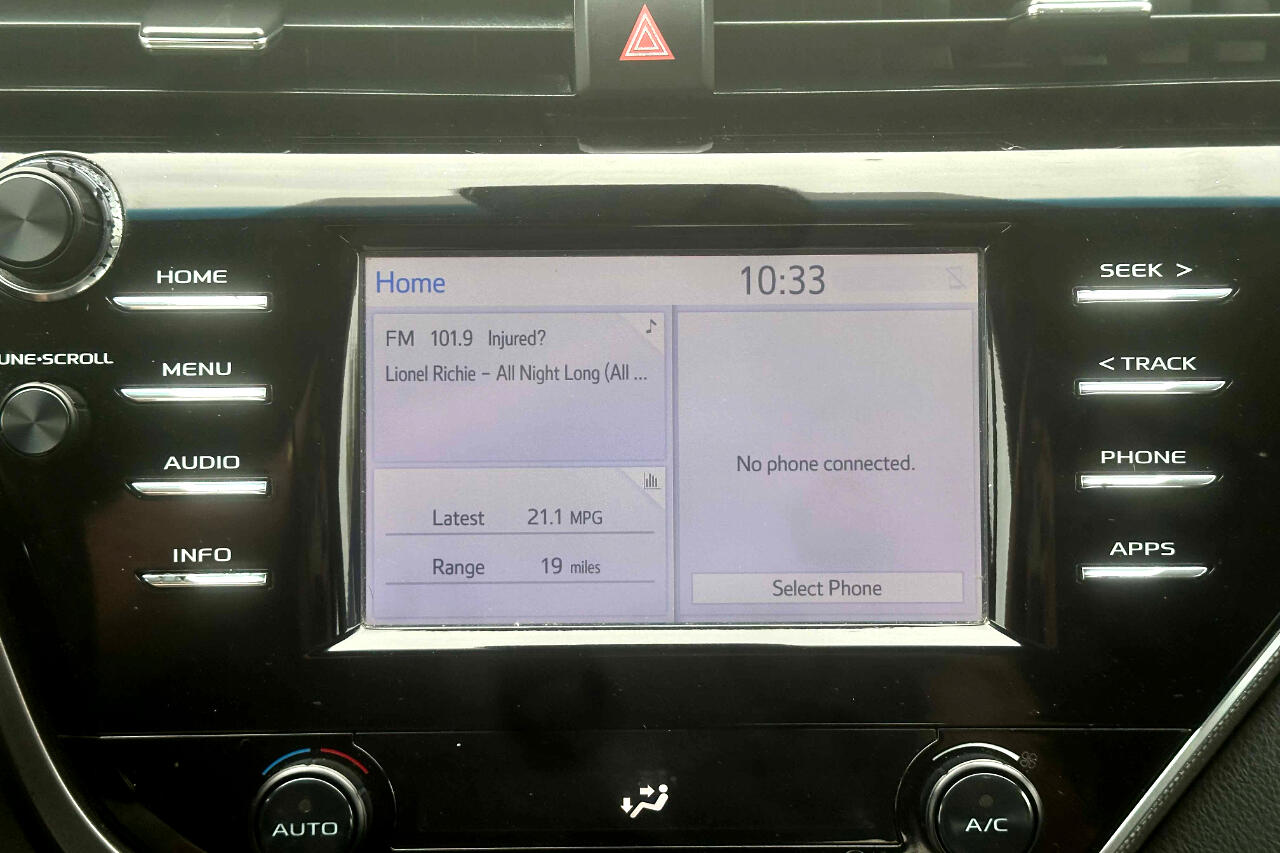 HOME
MENU
AUDIO
INFO
UNE•SCROLL
Home
10:33
FM 101.9 Injured?
Lionel Richie – All Night Long (All ...
Latest 21.1 MPG
Range 19 miles
No phone connected.
Select Phone
SEEK >
< TRACK
PHONE
APPS
AUTO
A/C